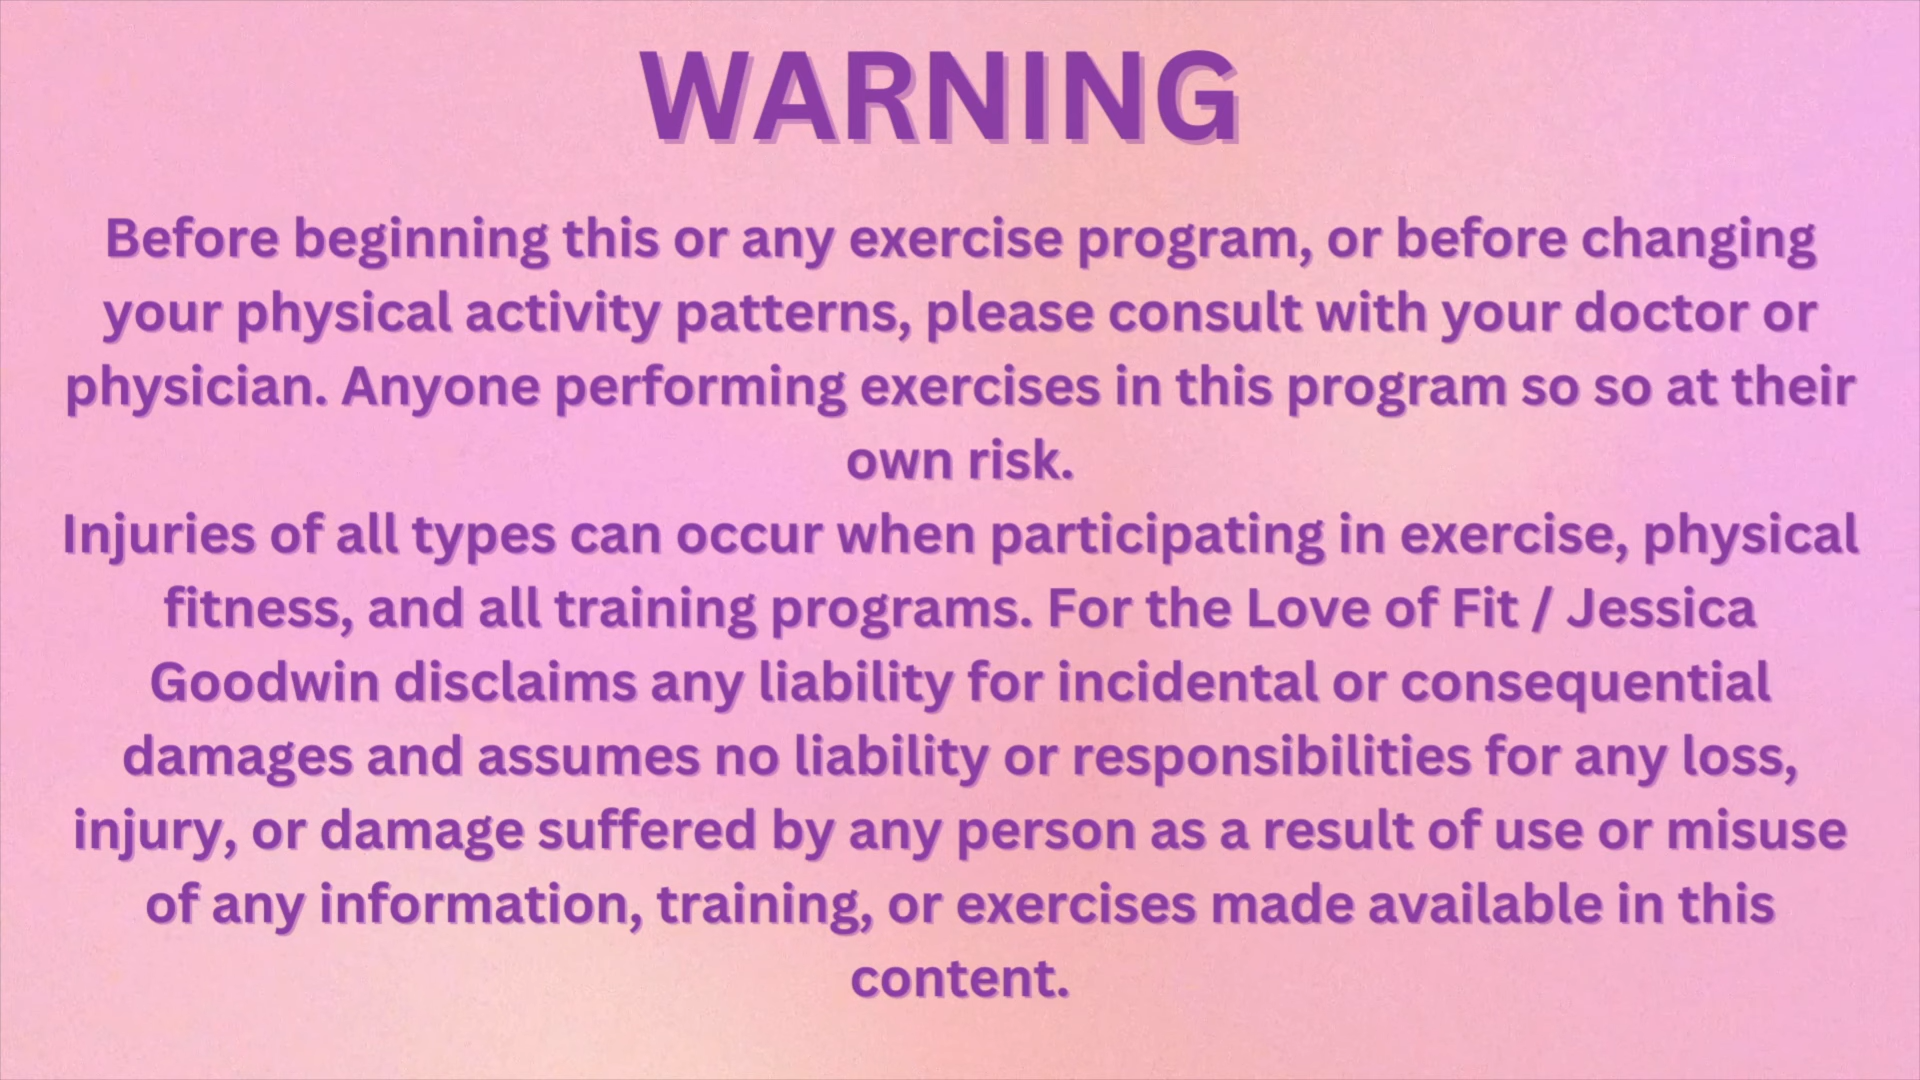 WARNING
Before beginning this or any exercise program, or before changing
your physical activity patterns, please consult with your doctor or
physician. Anyone performing exercises in this program so so at their
own risk.
Injuries of all types can occur when participating in exercise, physical
fitness, and all training programs. For the Love of Fit / Jessica
Goodwin disclaims any liability for incidental or consequential
damages and assumes no liability or responsibilities for any loss,
injury, or damage suffered by any person as a result of use or misuse
of any information, training, or exercises made available in this
content.